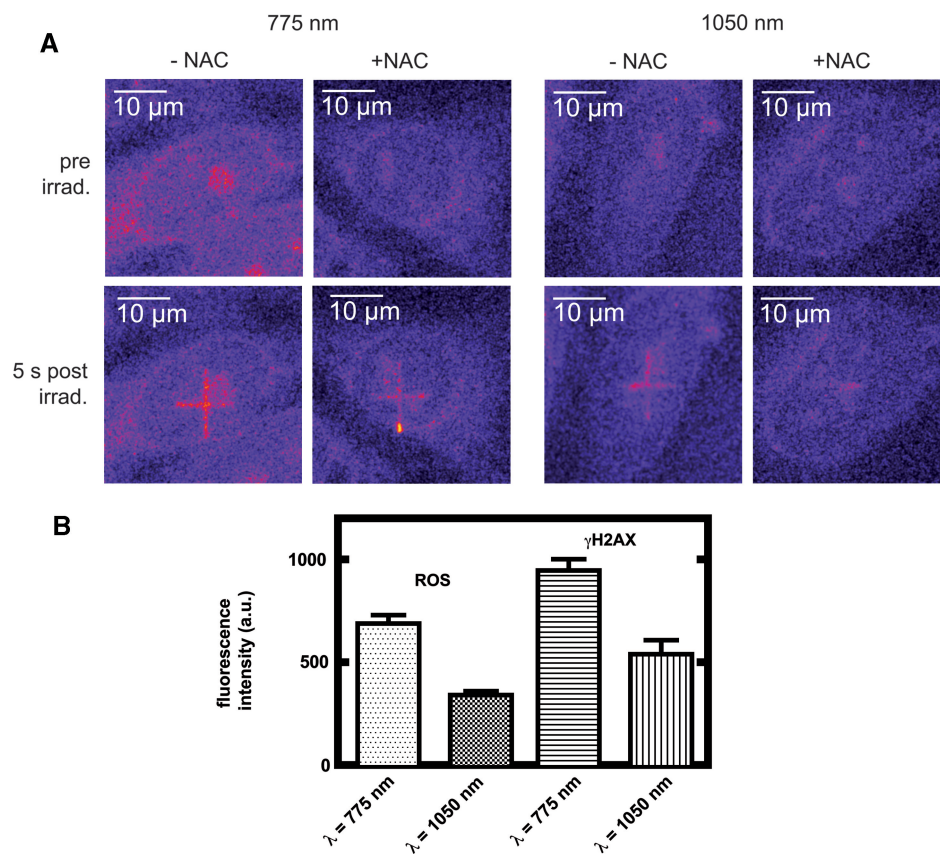 775 nm 1050 nm
A
- NAC +NAC - NAC +NAC
pre
irrad.
10 µm 10 µm 10 µm 10 µm
5 s post
irrad.
10 µm 10 µm 10 µm 10 µm
B
fluorescence
intensity (a.u.)
1000
500
0
ROS
γH2AX
λ = 775 nm
λ = 1050 nm
λ = 775 nm
λ = 1050 nm